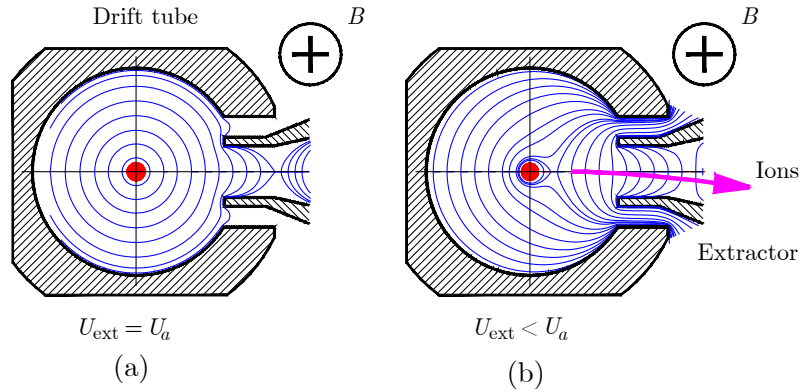 Drift tube
B
B
Ions
Extractor
U_ext = U_a
U_ext < U_a
(a)
(b)